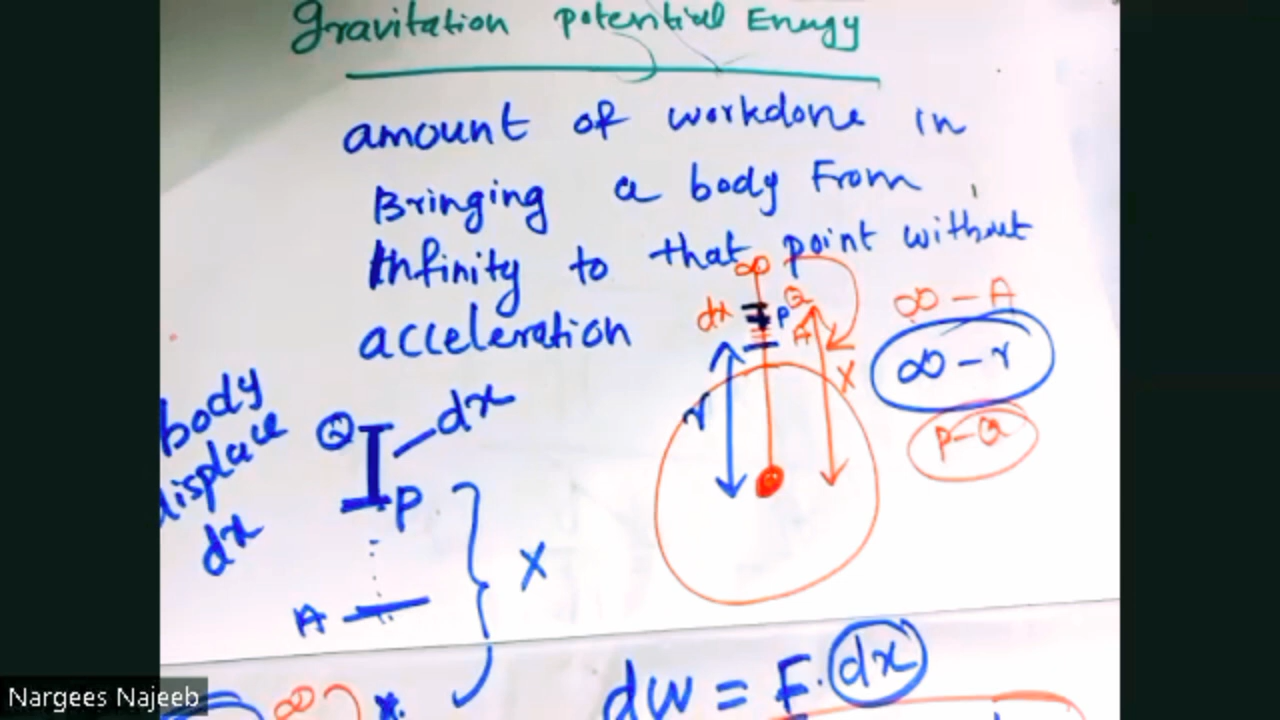 Gravitation potential Energy
amount of workdone in
Bringing a body From
Infinity to that point without
acceleration
∞
dx
P
Q
A
r
X
∞ - A
∞ - r
P - Q
body
displace
dx
Q
dx
P
X
A
∞
x
dw = F. dx
Nargees Najeeb